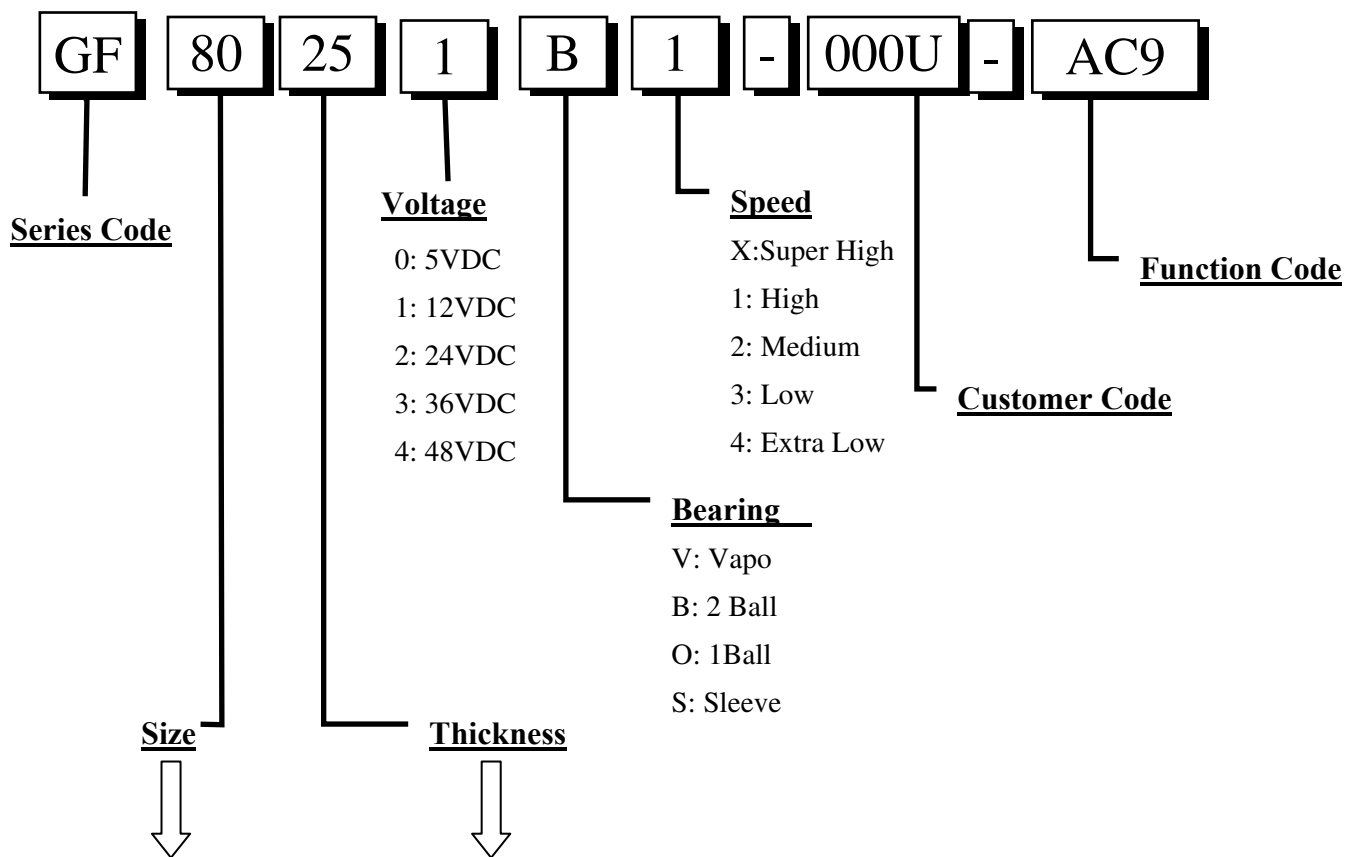 GF 80 25 1 B 1 - 000U - AC9
Series Code
Voltage
0: 5VDC
1: 12VDC
2: 24VDC
3: 36VDC
4: 48VDC
Speed
X:Super High
1: High
2: Medium
3: Low
4: Extra Low
Function Code
Customer Code
Bearing
V: Vapo
B: 2 Ball
O: 1Ball
S: Sleeve
Size
Thickness